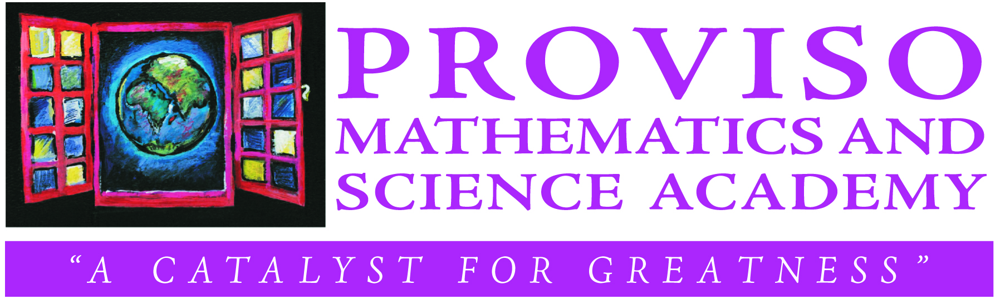 PROVISO
MATHEMATICS AND
SCIENCE ACADEMY
“A CATALYST FOR GREATNESS”